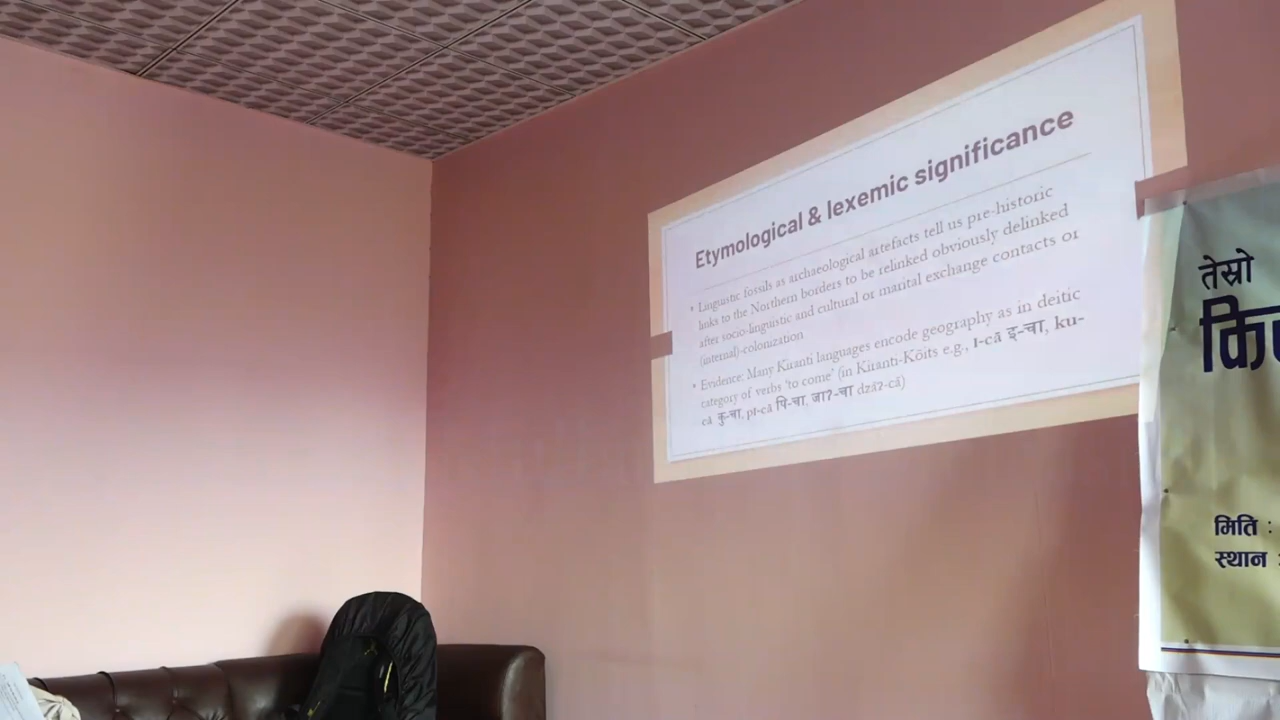 Etymological & lexemic significance
• Linguistic fossils as archaeological artefacts tell us pre-historic
links to the Northern borders to be relinked obviously delinked
after socio-linguistic and cultural or marital exchange contacts or
(internal)-colonization
• Evidence: Many Kiranti languages encode geography as in deitic
category of verbs 'to come' (in Kiranti-Kõits e.g., ɪ-cā इ-चा, ku-
cā कु-चा, pɪ-cā पि-चा, जाʔ-चा dzāʔ-cā)
तेस्रो
मिति :
स्थान :